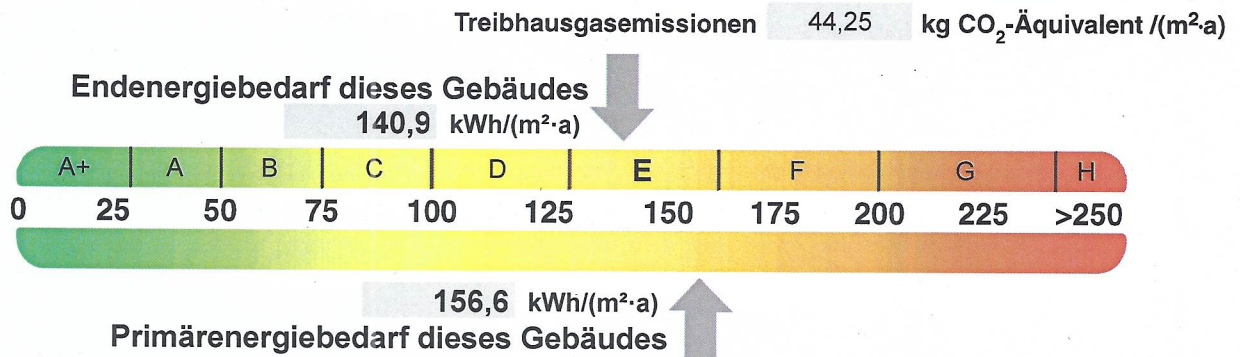 Treibhausgasemissionen 44,25 kg CO₂-Äquivalent /(m²·a)
Endenergiebedarf dieses Gebäudes
140,9 kWh/(m²·a)
A+ A B C D E F G H
0 25 50 75 100 125 150 175 200 225 >250
156,6 kWh/(m²·a)
Primärenergiebedarf dieses Gebäudes